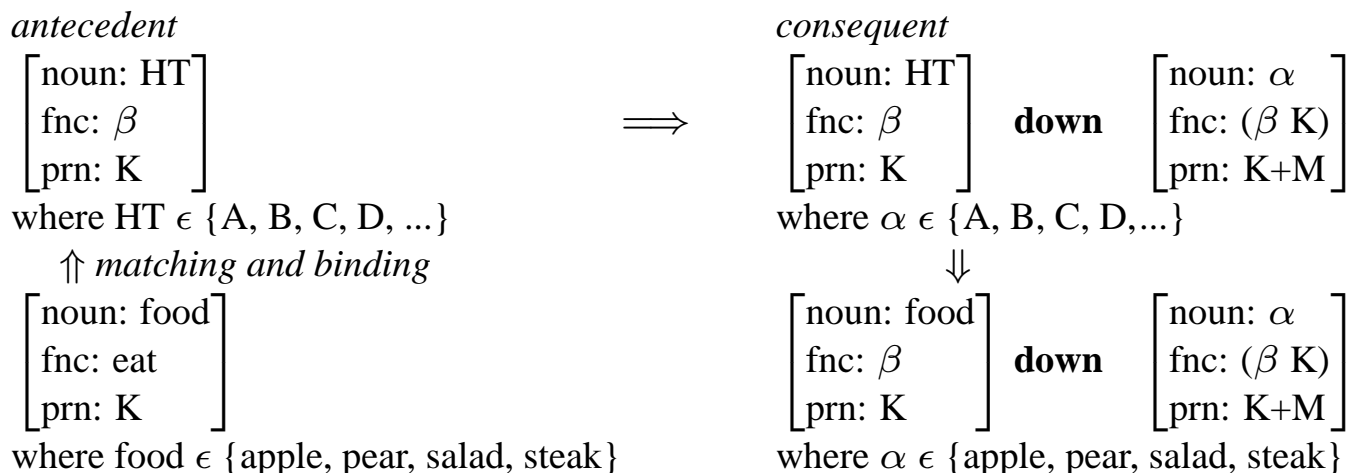 antecedent consequent
[noun: HT] [noun: HT] [noun: α]
[fnc: β] ⟹ [fnc: β] down [fnc: (β K)]
[prn: K] [prn: K] [prn: K+M]
where HT ϵ {A, B, C, D, ...} where α ϵ {A, B, C, D,...}
⇑ matching and binding ⇓
[noun: food] [noun: food] [noun: α]
[fnc: eat] [fnc: β] down [fnc: (β K)]
[prn: K] [prn: K] [prn: K+M]
where food ϵ {apple, pear, salad, steak} where α ϵ {apple, pear, salad, steak}